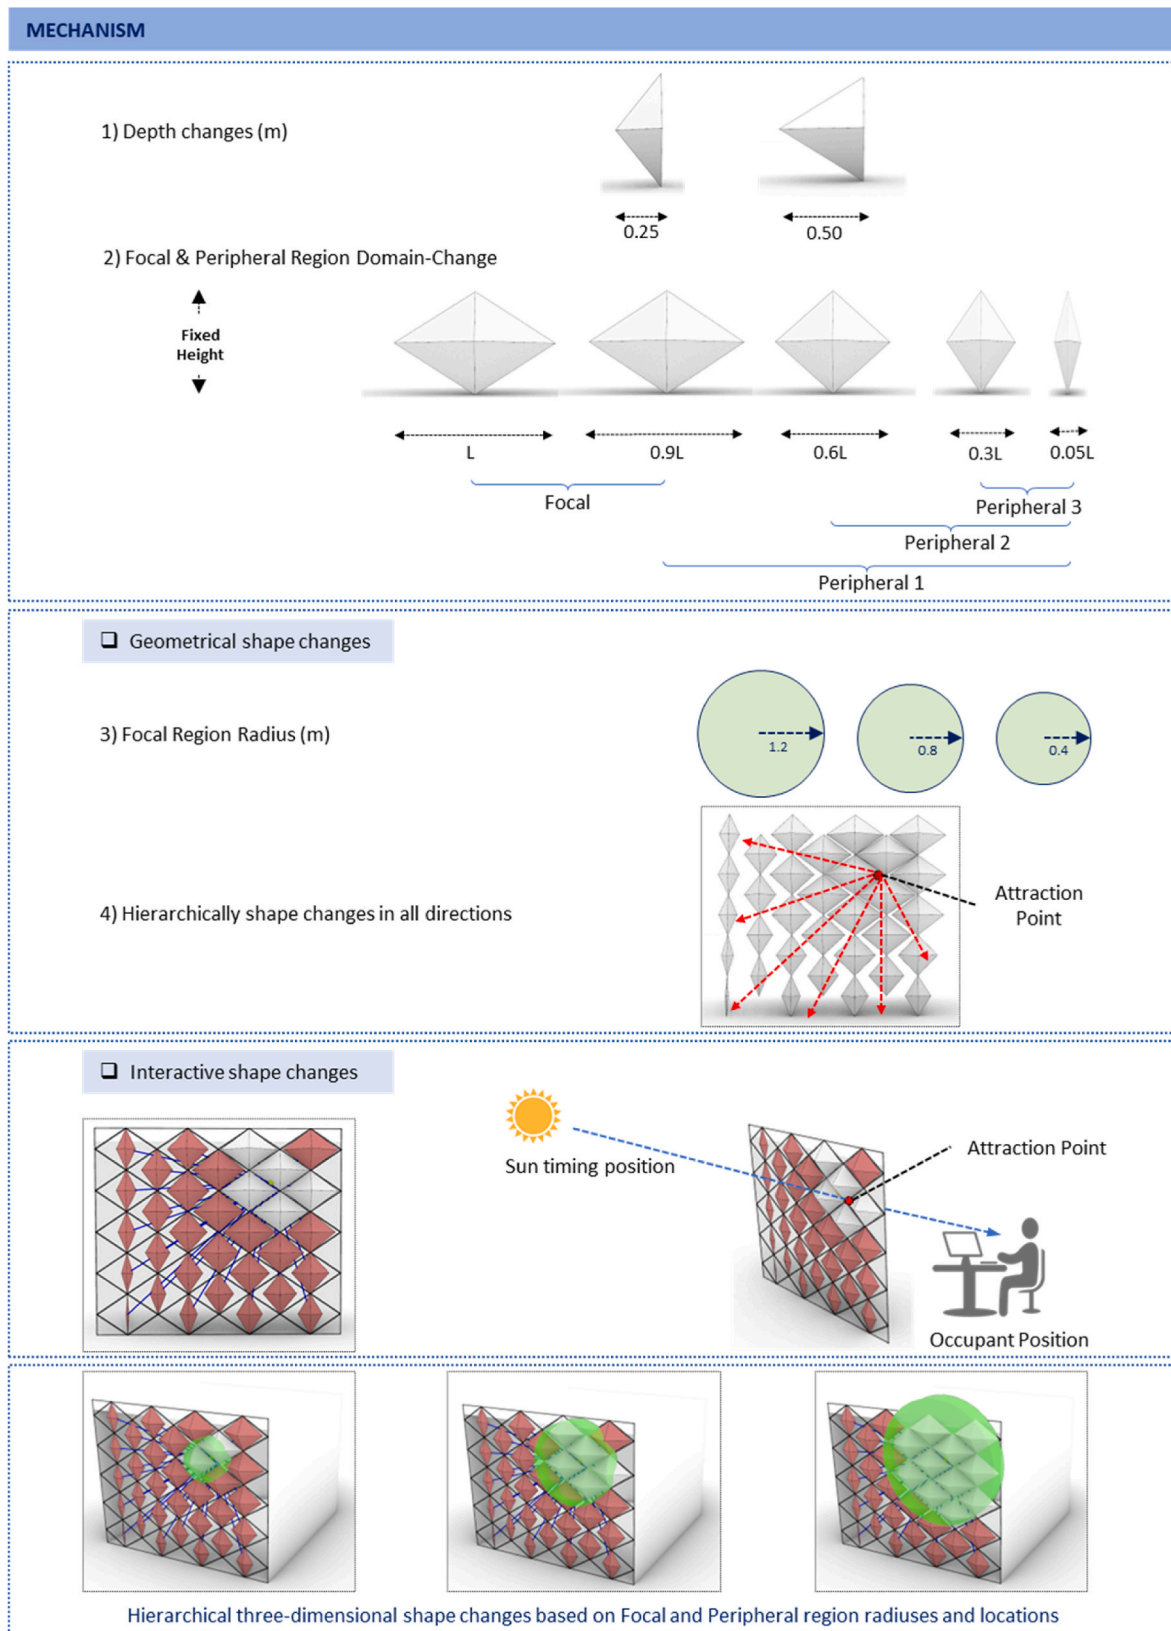 MECHANISM
1) Depth changes (m)
0.25
0.50
2) Focal & Peripheral Region Domain-Change
Fixed
Height
L
0.9L
0.6L
0.3L
0.05L
Focal
Peripheral 3
Peripheral 2
Peripheral 1
❑ Geometrical shape changes
3) Focal Region Radius (m)
1.2
0.8
0.4
4) Hierarchically shape changes in all directions
Attraction
Point
❑ Interactive shape changes
Sun timing position
Attraction Point
Occupant Position
Hierarchical three-dimensional shape changes based on Focal and Peripheral region radiuses and locations